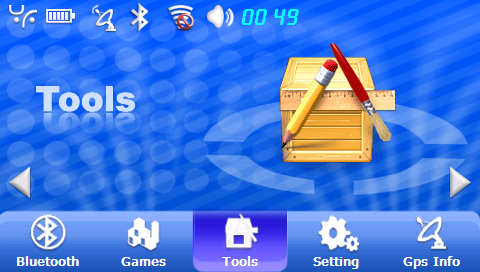 00 49
Tools
Bluetooth
Games
Tools
Setting
Gps Info